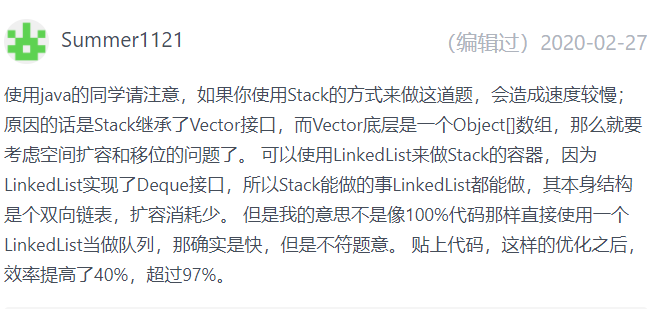 Summer1121
（编辑过）2020-02-27
使用java的同学请注意，如果你使用Stack的方式来做这道题，会造成速度较慢；
原因的话是Stack继承了Vector接口，而Vector底层是一个Object[]数组，那么就要
考虑空间扩容和移位的问题了。 可以使用LinkedList来做Stack的容器，因为
LinkedList实现了Deque接口，所以Stack能做的事LinkedList都能做，其本身结构
是个双向链表，扩容消耗少。 但是我的意思不是像100%代码那样直接使用一个
LinkedList当做队列，那确实是快，但是不符题意。 贴上代码，这样的优化之后，
效率提高了40%，超过97%。